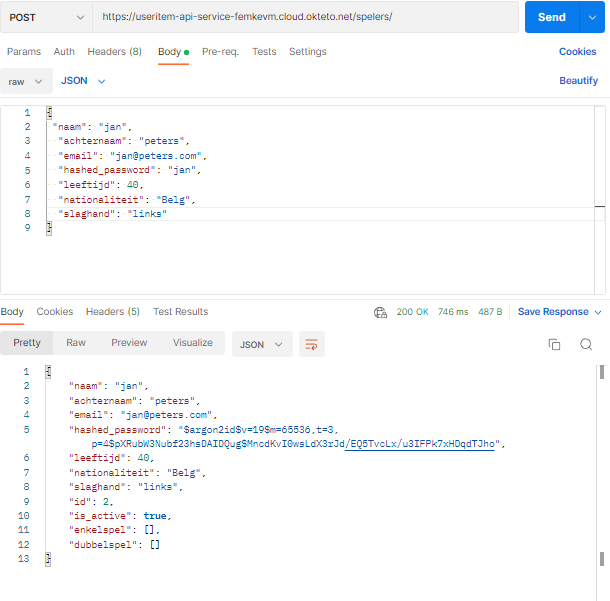 POST https://useritem-api-service-femkevm.cloud.okteto.net/spelers/ Send
Params Auth Headers (8) Body Pre-req. Tests Settings Cookies
raw JSON Beautify
1 {
2 "naam": "jan",
3 "achternaam": "peters",
4 "email": "jan@peters.com",
5 "hashed_password": "jan",
6 "leeftijd": 40,
7 "nationaliteit": "Belg",
8 "slaghand": "links"
9 }
Body Cookies Headers (5) Test Results 200 OK 746 ms 487 B Save Response
Pretty Raw Preview Visualize JSON
1 {
2 "naam": "jan",
3 "achternaam": "peters",
4 "email": "jan@peters.com",
5 "hashed_password": "$argon2id$v=19$m=65536,t=3,
p=4$pXRubW3Nubf23hsDAIDQug$MncdKvI0wsLdX3rJd/EQ5TvcLx/u3IFPk7xHDqdTJho",
6 "leeftijd": 40,
7 "nationaliteit": "Belg",
8 "slaghand": "links",
9 "id": 2,
10 "is_active": true,
11 "enkelspel": [],
12 "dubbelspel": []
13 }